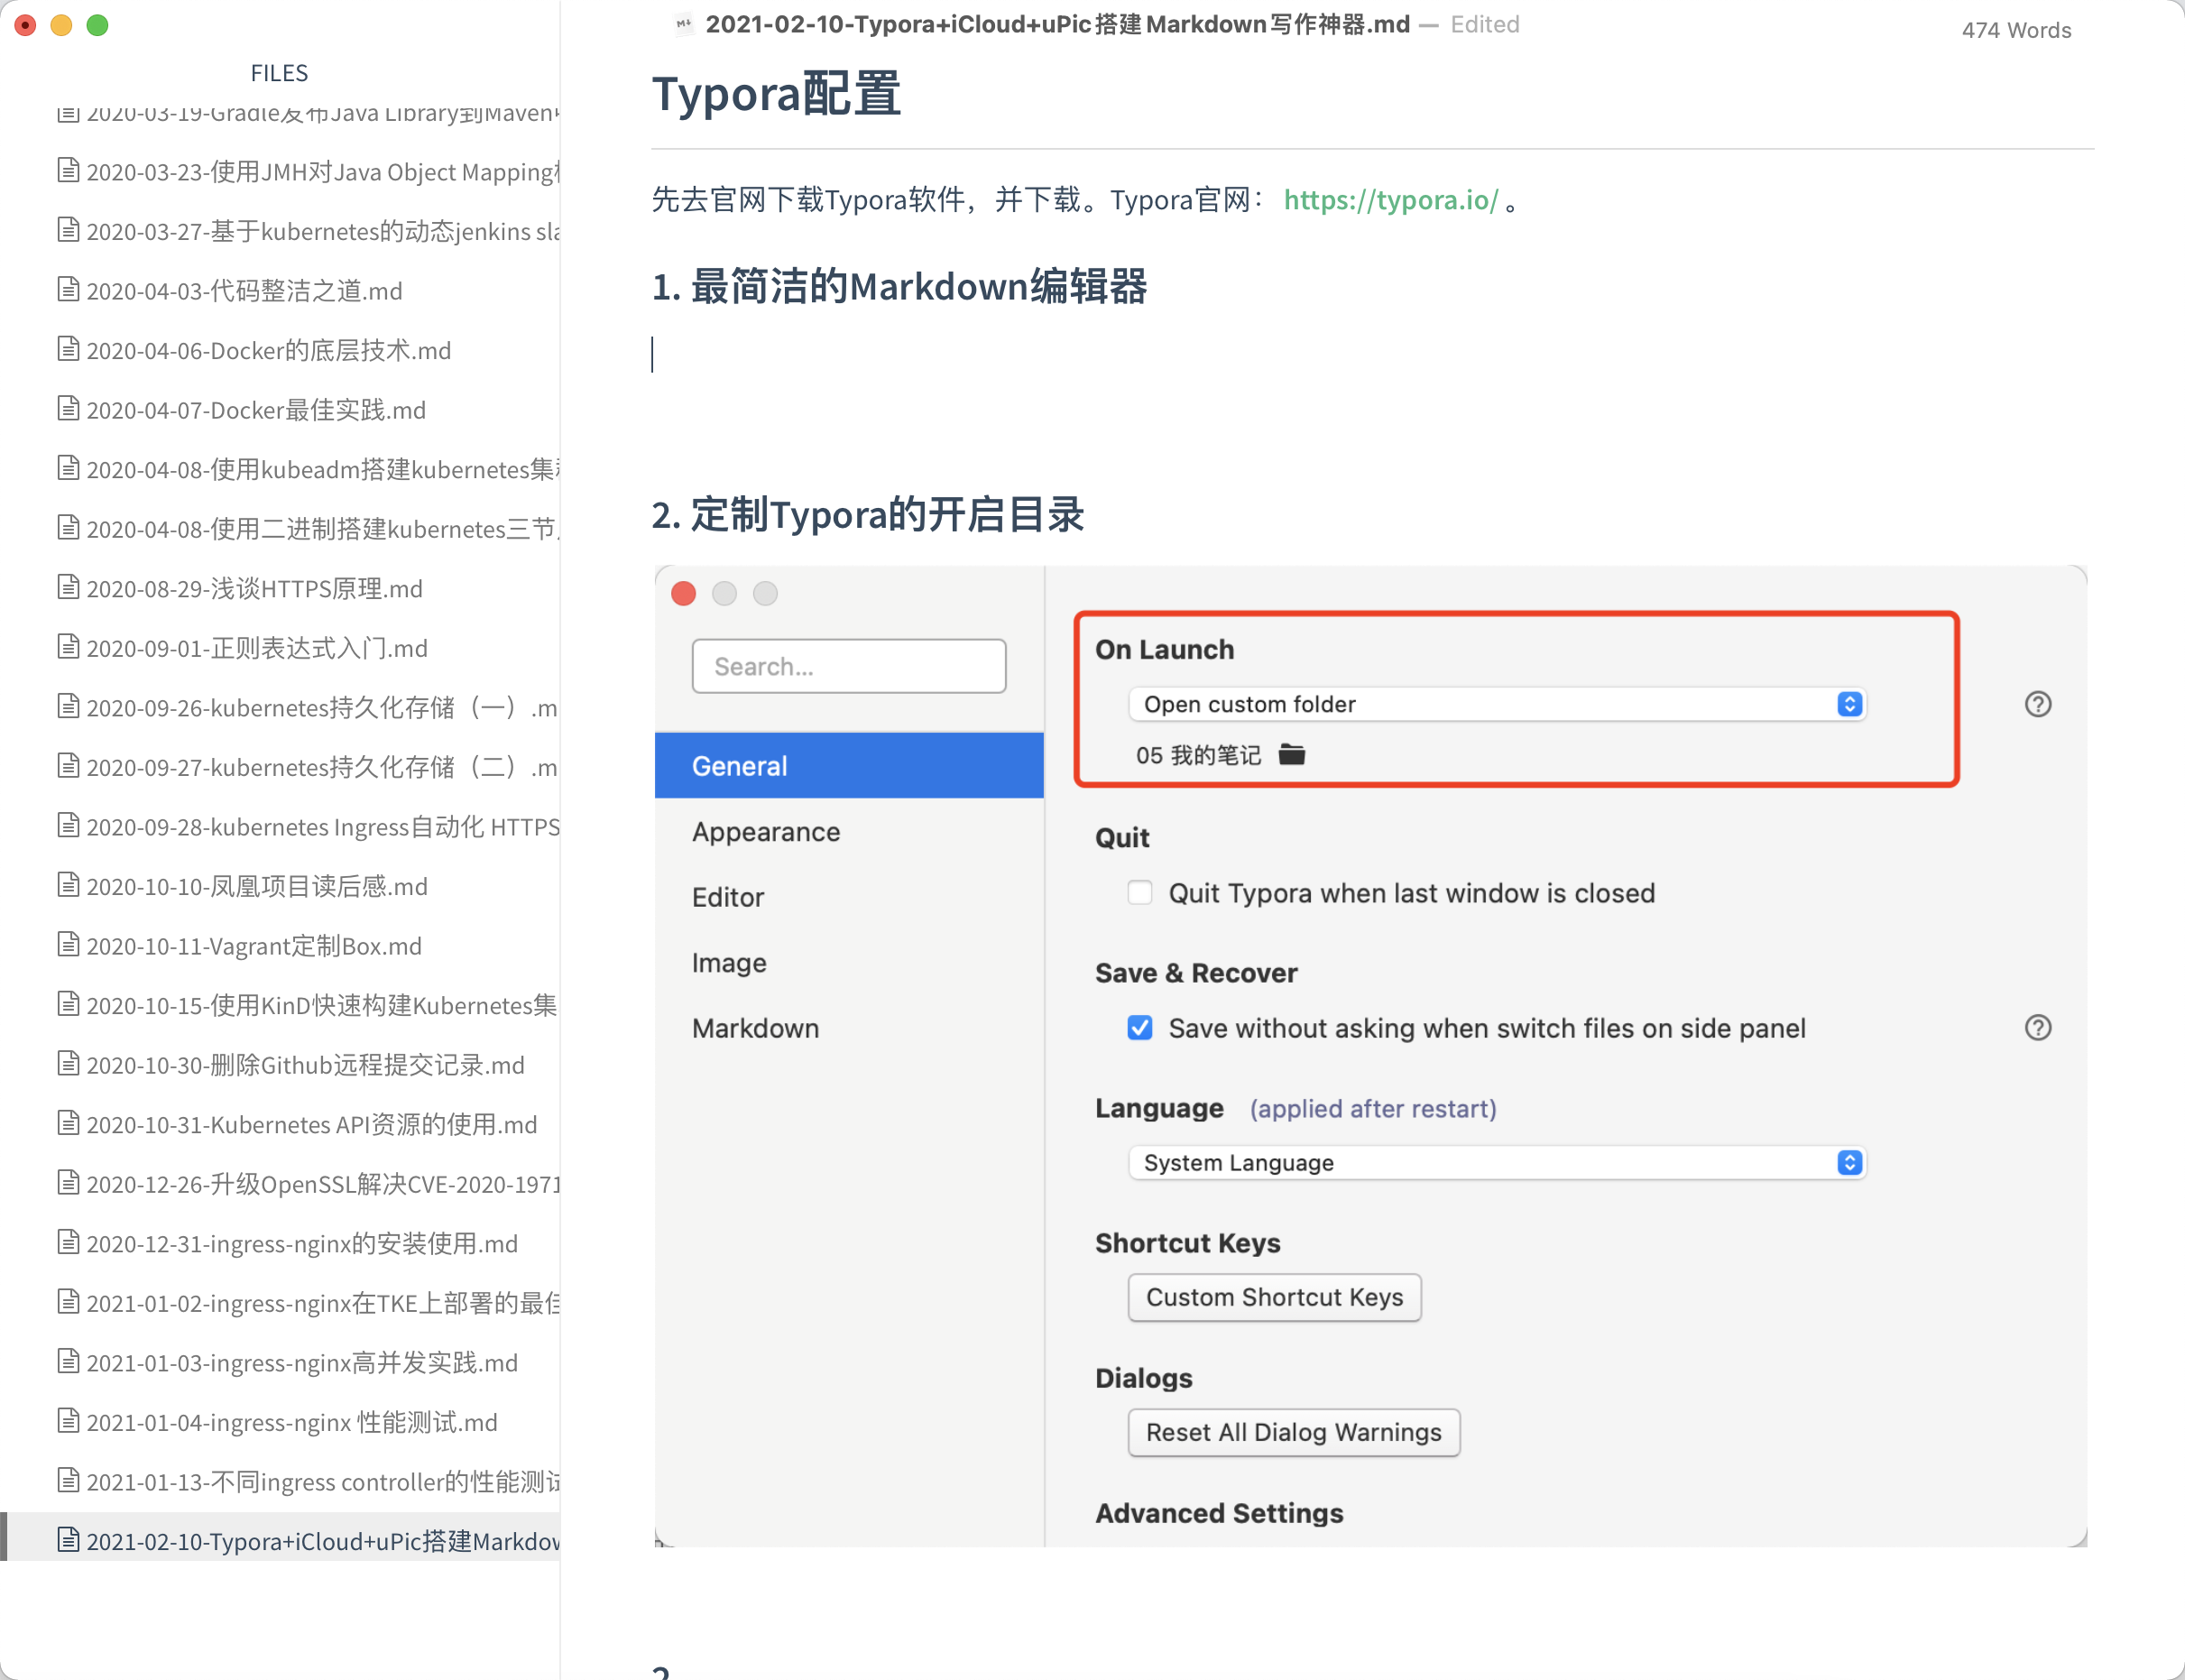 2021-02-10-Typora+iCloud+uPic搭建Markdown写作神器.md — Edited
474 Words
FILES
2020-03-19-Gradle发布Java Library到Maven
2020-03-23-使用JMH对Java Object Mapping
2020-03-27-基于kubernetes的动态jenkins sla
2020-04-03-代码整洁之道.md
2020-04-06-Docker的底层技术.md
2020-04-07-Docker最佳实践.md
2020-04-08-使用kubeadm搭建kubernetes集
2020-04-08-使用二进制搭建kubernetes三节
2020-08-29-浅谈HTTPS原理.md
2020-09-01-正则表达式入门.md
2020-09-26-kubernetes持久化存储（一）.m
2020-09-27-kubernetes持久化存储（二）.m
2020-09-28-kubernetes Ingress自动化 HTTPS
2020-10-10-凤凰项目读后感.md
2020-10-11-Vagrant定制Box.md
2020-10-15-使用KinD快速构建Kubernetes集
2020-10-30-删除Github远程提交记录.md
2020-10-31-Kubernetes API资源的使用.md
2020-12-26-升级OpenSSL解决CVE-2020-1971
2020-12-31-ingress-nginx的安装使用.md
2021-01-02-ingress-nginx在TKE上部署的最佳
2021-01-03-ingress-nginx高并发实践.md
2021-01-04-ingress-nginx 性能测试.md
2021-01-13-不同ingress controller的性能测试
2021-02-10-Typora+iCloud+uPic搭建Markdow
Typora配置
先去官网下载Typora软件，并下载。Typora官网： https://typora.io/ 。
1. 最简洁的Markdown编辑器
2. 定制Typora的开启目录
Search...
General
Appearance
Editor
Image
Markdown
On Launch
Open custom folder
05 我的笔记
Quit
Quit Typora when last window is closed
Save & Recover
Save without asking when switch files on side panel
Language (applied after restart)
System Language
Shortcut Keys
Custom Shortcut Keys
Dialogs
Reset All Dialog Warnings
Advanced Settings